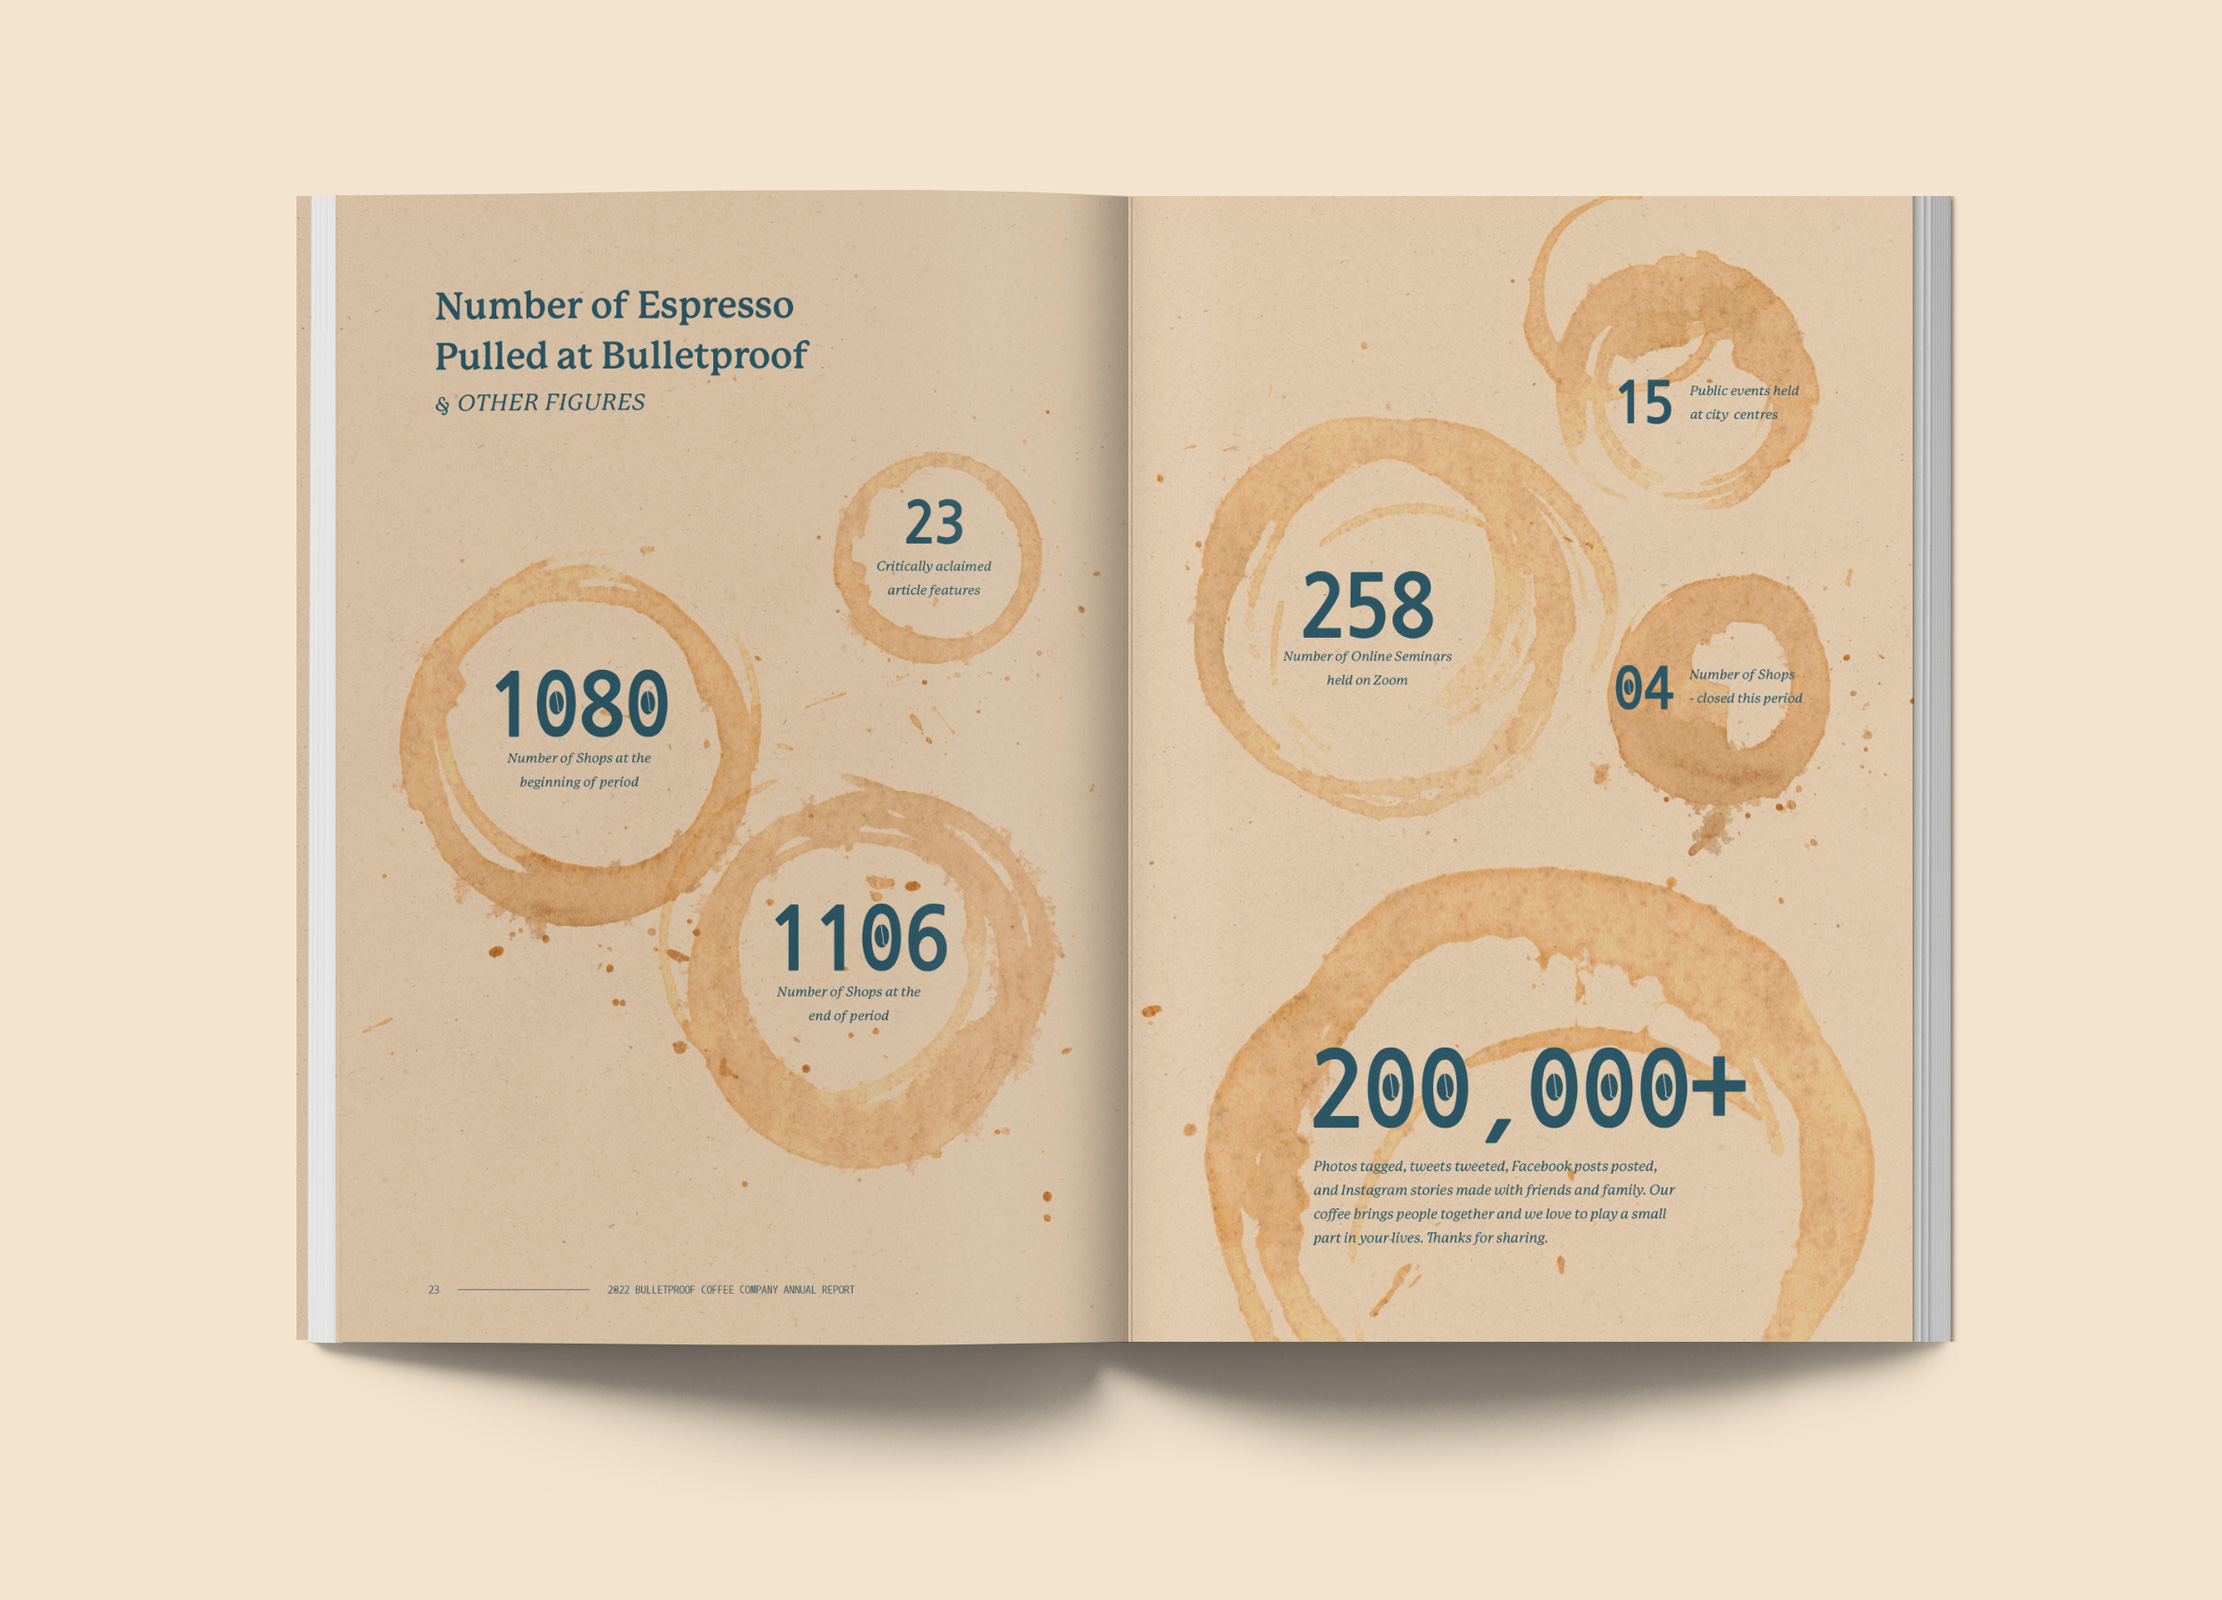 Number of Espresso
Pulled at Bulletproof
& OTHER FIGURES
23
Critically aclaimed
article features
1080
Number of Shops at the
beginning of period
1106
Number of Shops at the
end of period
23
2022 BULLETPROOF COFFEE COMPANY ANNUAL REPORT
15
Public events held
at city centres
258
Number of Online Seminars
held on Zoom
04
Number of Shops
- closed this period
200,000+
Photos tagged, tweets tweeted, Facebook posts posted,
and Instagram stories made with friends and family. Our
coffee brings people together and we love to play a small
part in your lives. Thanks for sharing.